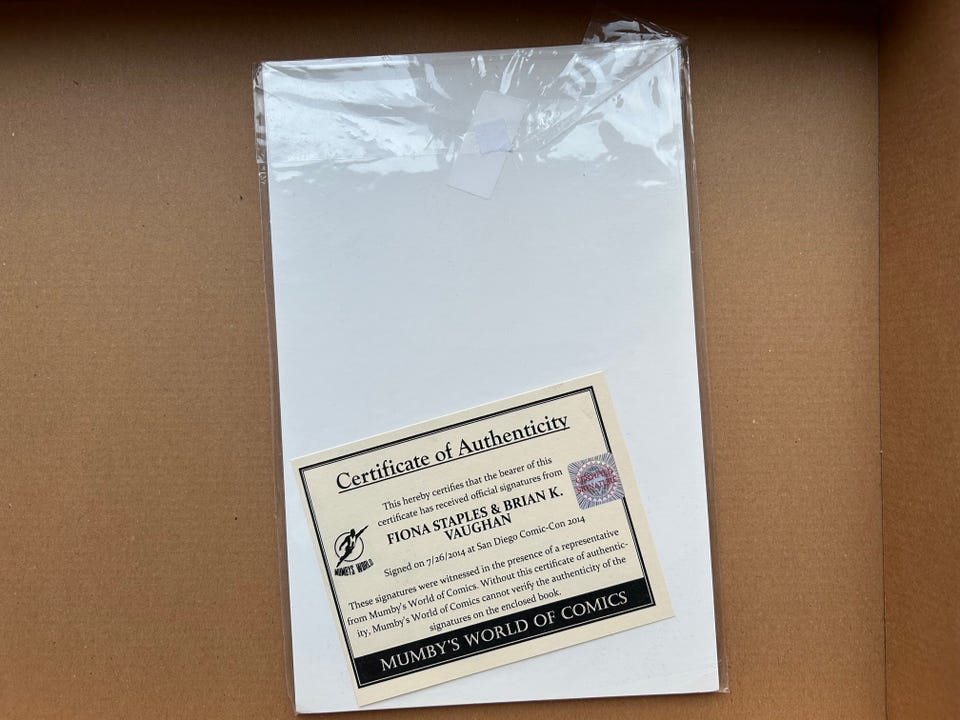 Certificate of Authenticity
This hereby certifies that the bearer of this
certificate has received official signatures from
FIONA STAPLES & BRIAN K.
VAUGHAN
Signed on 7/26/2014 at San Diego Comic-Con 2014
These signatures were witnessed in the presence of a representative
from Mumby's World of Comics. Without this certificate of authentic-
ity, Mumby's World of Comics cannot verify the authenticity of the
signatures on the enclosed book.
MUMBY'S WORLD OF COMICS
MUMBY'S WORLD
SIGNATURE